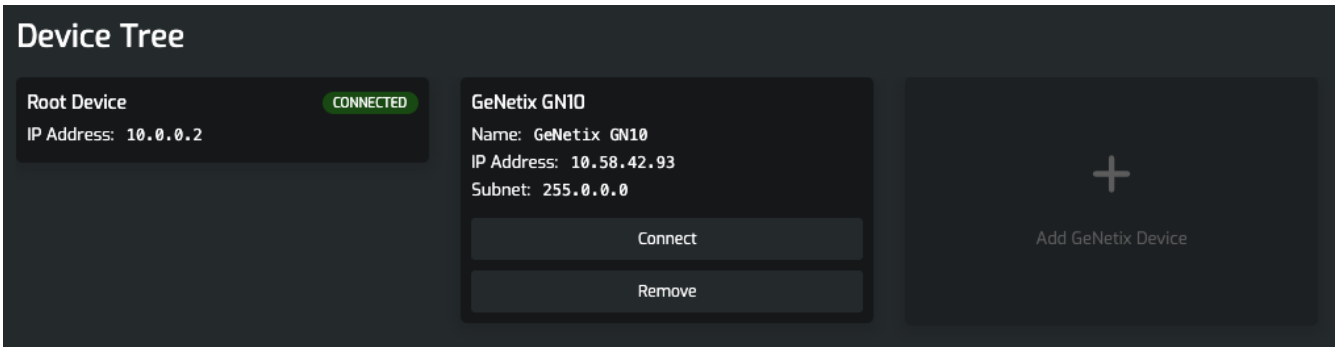 Device Tree
Root Device CONNECTED
IP Address: 10.0.0.2
GeNetix GN10
Name: GeNetix GN10
IP Address: 10.58.42.93
Subnet: 255.0.0.0
Connect
Remove
Add GeNetix Device